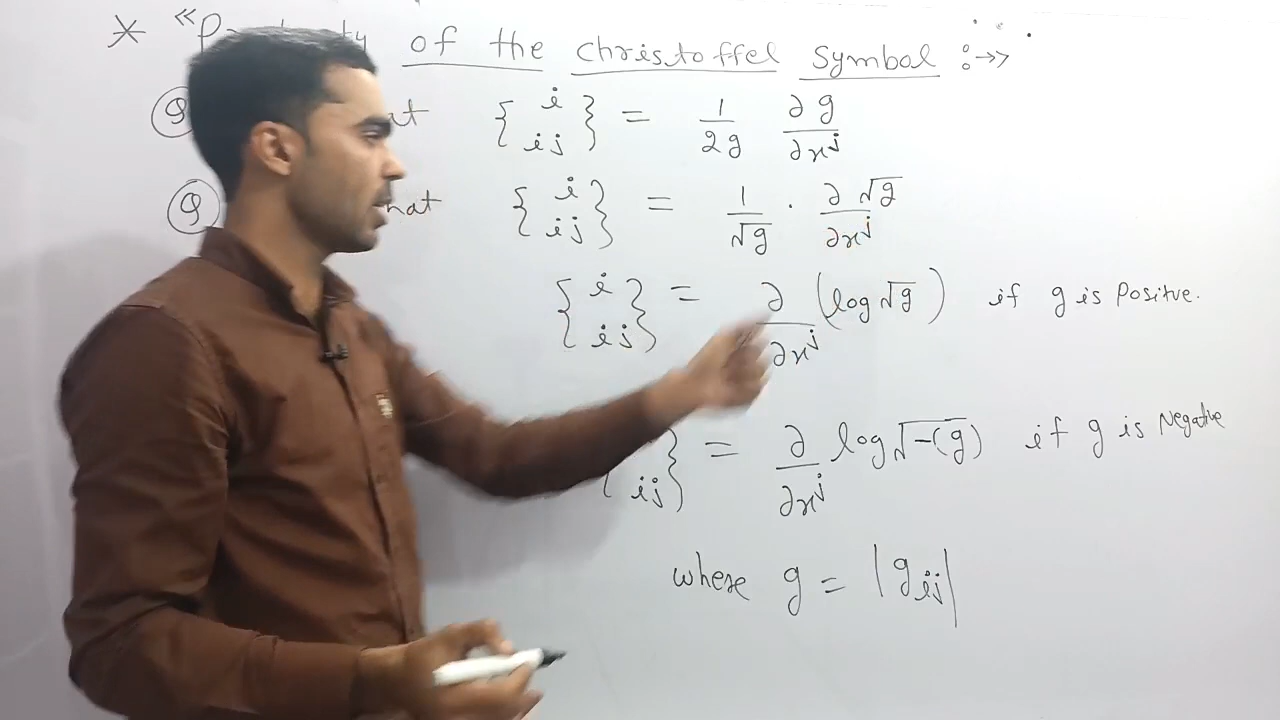 * "P of the Christoffel Symbol :→>
Q at { i ij } = 1/2g ∂g/∂x^j
Q hat { i ij } = 1/√g · ∂√g/∂x^j
{ i ij } = ∂/∂x^j (log√g) if g is Positve.
ij } = ∂/∂x^j log√-(g) if g is Negative
where g = |g_ij|